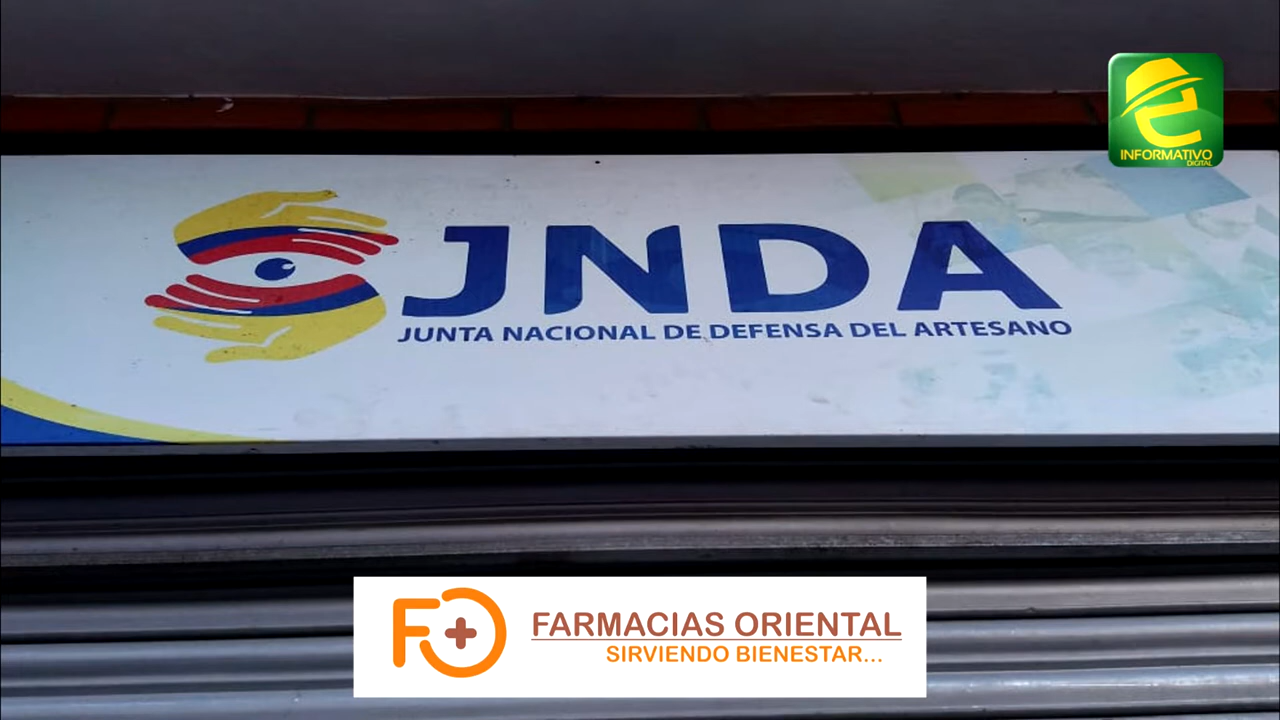 INFORMATIVO
DIGITAL
JNDA
JUNTA NACIONAL DE DEFENSA DEL ARTESANO
FARMACIAS ORIENTAL
SIRVIENDO BIENESTAR...